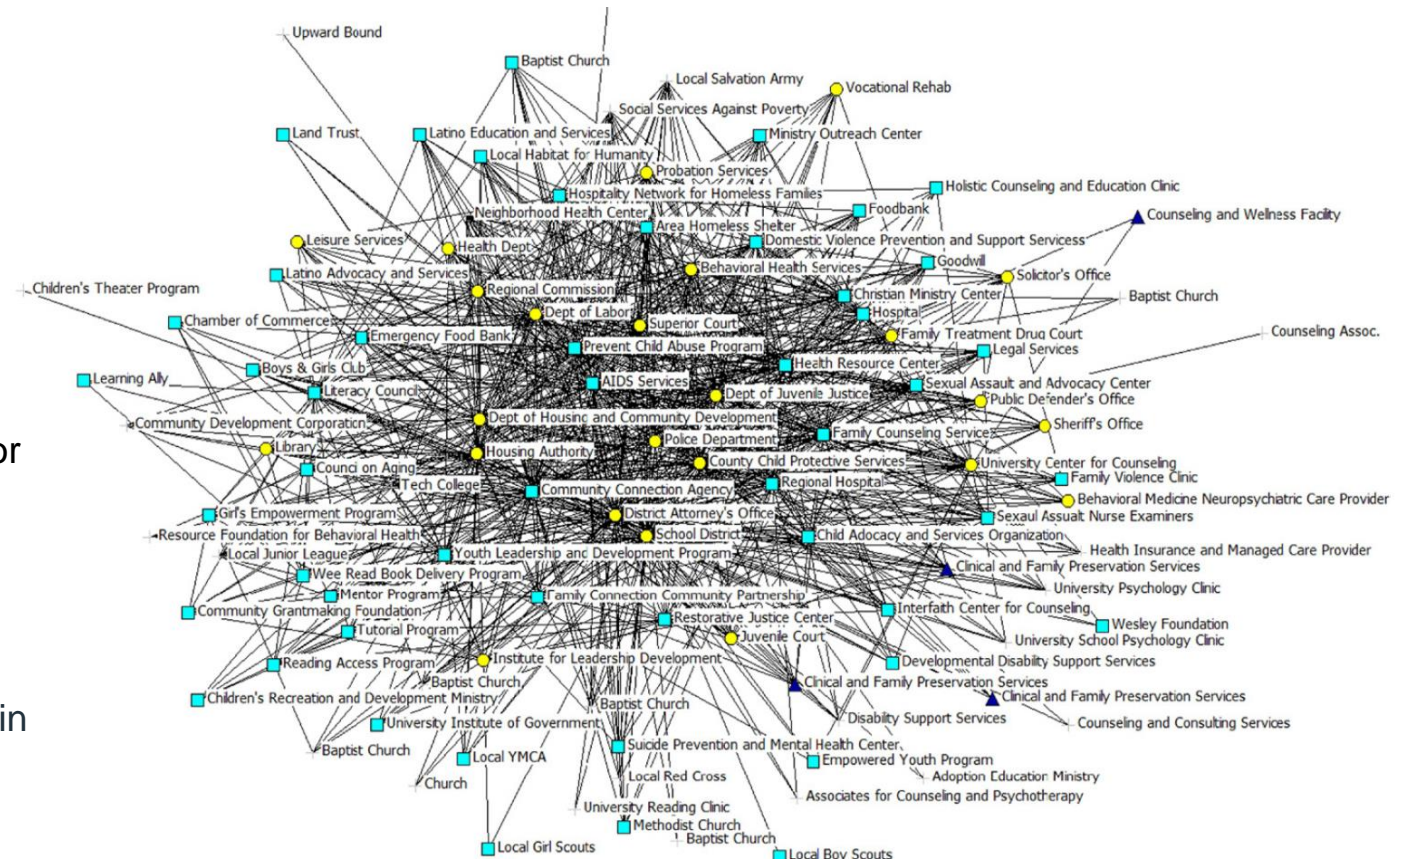 Upward Bound
Baptist Church
Local Salvation Army
Vocational Rehab
Social Services Against Poverty
Land Trust
Latino Education and Services
Ministry Outreach Center
Local Habitat for Humanity
Probation Services
Holistic Counseling and Education Clinic
Hospitality Network for Homeless Families
Foodbank
Neighborhood Health Center
Counseling and Wellness Facility
Area Homeless Shelter
Leisure Services
Health Dept
Domestic Violence Prevention and Support Services
Goodwill
Latino Advocacy and Services
Behavioral Health Services
Solicitor's Office
Children's Theater Program
Regional Commission
Christian Ministry Center
Baptist Church
Dept of Labor
Hospital
Chamber of Commerce
Superior Court
Counseling Assoc.
Emergency Food Bank
Family Treatment Drug Court
Prevent Child Abuse Program
Legal Services
Boys & Girls Club
Health Resource Center
Learning Ally
AIDS Services
Sexual Assault and Advocacy Center
Literacy Council
Dept of Juvenile Justice
Public Defender's Office
Community Development Corporation
Dept of Housing and Community Development
Sheriff's Office
Family Counseling Service
Police Department
or
Library
Housing Authority
County Child Protective Services
University Center for Counseling
Counci on Aging
Family Violence Clinic
Tech College
Regional Hospital
Community Connection Agency
Behavioral Medicine Neuropsychiatric Care Provider
Girl's Empowerment Program
District Attorney's Office
Sexaul Assualt Nurse Examiners
Resource Foundation for Behavioral Health
School District
Child Adocacy and Services Organization
Local Junior League
Youth Leadership and Development Program
Health Insurance and Managed Care Provider
Clinical and Family Preservation Services
Wee Read Book Delivery Program
University Psychology Clinic
Mentor Program
Family Connection Community Partnership
Community Grantmaking Foundation
Interfaith Center for Counseling
Restorative Justice Center
Wesley Foundation
Tutorial Program
Juvenile Court
University School Psychology Clinic
Reading Access Program
Institute for Leadership Development
Developmental Disability Support Services
Baptist Church
Clinical and Family Preservation Services
Children's Recreation and Development Ministry
Clinical and Family Preservation Services
Baptist Church
in
University Institute of Government
Disability Support Services
Counseling and Consulting Services
Baptist Church
Suicide Prevention and Mental Health Center
Local YMCA
Empowered Youth Program
Church
Local Red Cross
Adoption Education Ministry
Associates for Counseling and Psychotherapy
University Reading Clinic
Methodist Church
Baptist Church
Local Girl Scouts
Local Boy Scouts